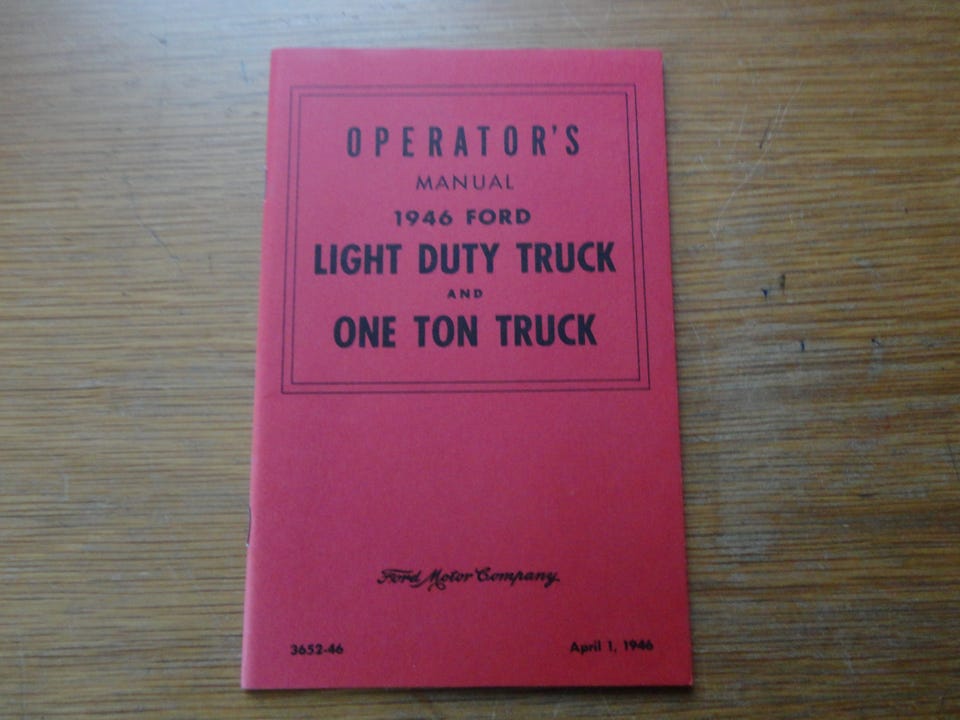 OPERATOR'S
MANUAL
1946 FORD
LIGHT DUTY TRUCK
AND
ONE TON TRUCK
Ford Motor Company
3652-46 April 1, 1946